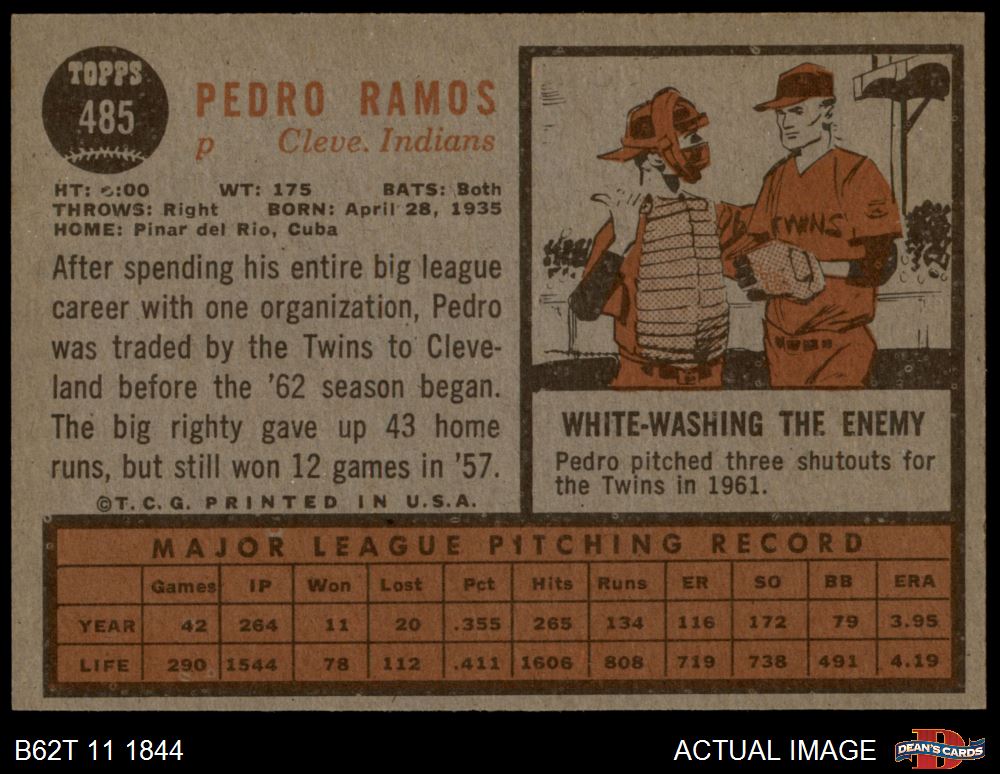 TOPPS
485
PEDRO RAMOS
p Cleve. Indians
WT: 175 BATS: Both
THROWS: Right BORN: April 28, 1935
HOME: Pinar del Rio, Cuba
After spending his entire big league
career with one organization, Pedro
was traded by the Twins to Cleve-
land before the '62 season began.
The big righty gave up 43 home
runs, but still won 12 games in '57.
©T.C.G. PRINTED IN U.S.A.
TWINS
WHITE-WASHING THE ENEMY
Pedro pitched three shutouts for
the Twins in 1961.
MAJOR LEAGUE PITCHING RECORD
Games IP Won Lost Pct Hits Runs ER SO BB ERA
YEAR 42 264 11 20 .355 265 134 116 172 79 3.95
LIFE 290 1544 78 112 .411 1606 808 719 738 491 4.19
B62T 11 1844
ACTUAL IMAGE
D
DEAN'S CARDS